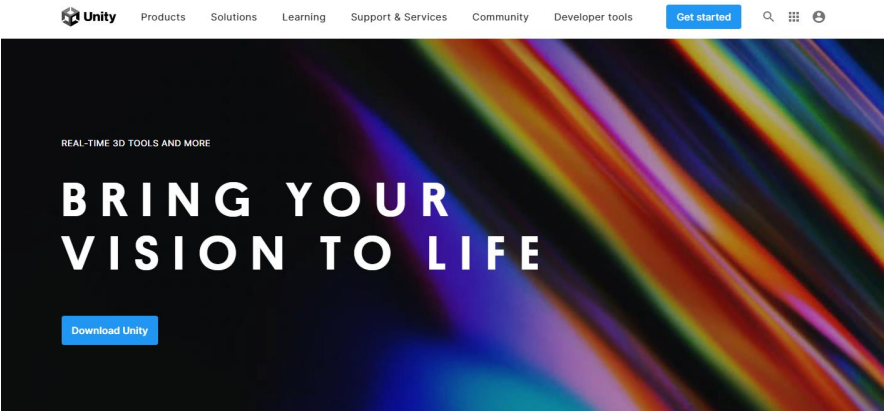 Unity Products Solutions Learning Support & Services Community Developer tools Get started
REAL-TIME 3D TOOLS AND MORE
BRING YOUR
VISION TO LIFE
Download Unity